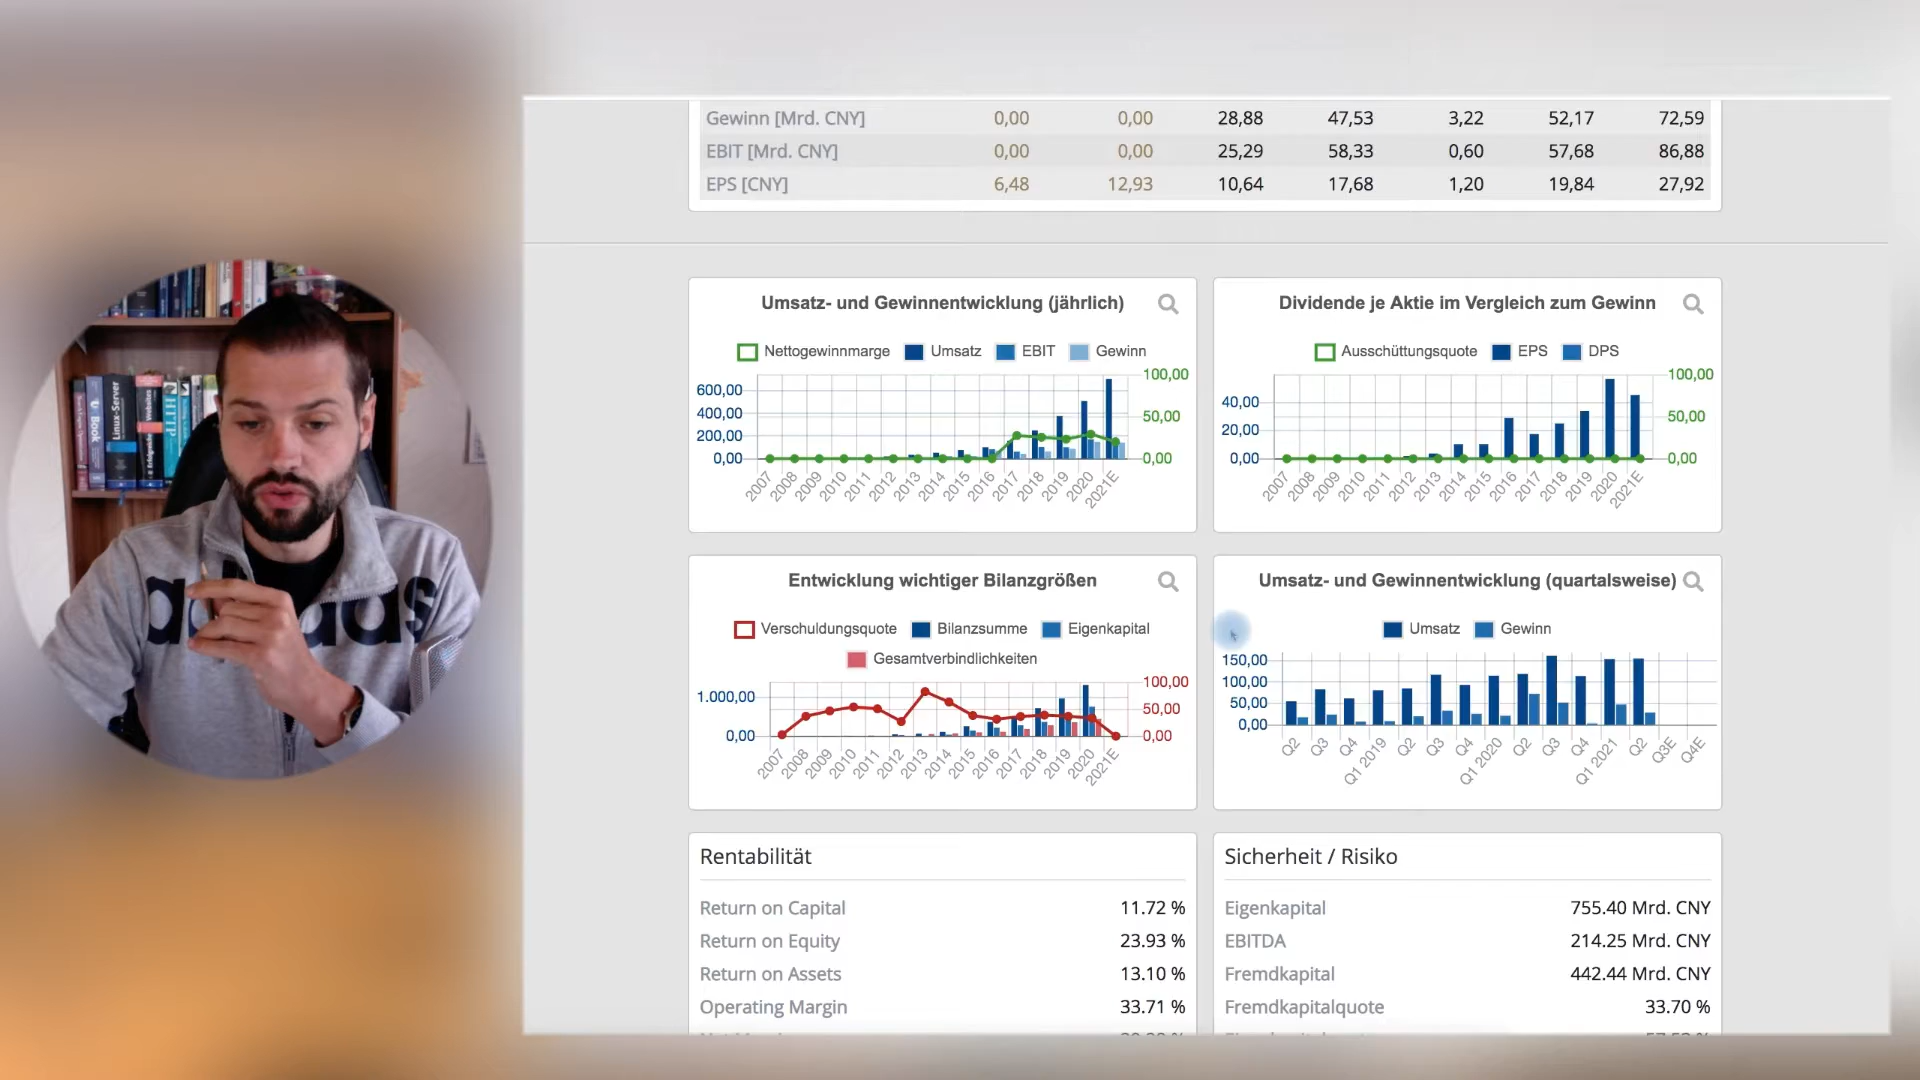 Gewinn [Mrd. CNY] 0,00 0,00 28,88 47,53 3,22 52,17 72,59
EBIT [Mrd. CNY] 0,00 0,00 25,29 58,33 0,60 57,68 86,88
EPS [CNY] 6,48 12,93 10,64 17,68 1,20 19,84 27,92
Umsatz- und Gewinnentwicklung (jährlich)
Nettogewinnmarge Umsatz EBIT Gewinn
600,00
400,00
200,00
0,00
100,00
50,00
0,00
2007 2008 2009 2010 2011 2012 2013 2014 2015 2016 2017 2018 2019 2020 2021E
Dividende je Aktie im Vergleich zum Gewinn
Ausschüttungsquote EPS DPS
40,00
20,00
0,00
100,00
50,00
0,00
2007 2008 2009 2010 2011 2012 2013 2014 2015 2016 2017 2018 2019 2020 2021E
Entwicklung wichtiger Bilanzgrößen
Verschuldungsquote Bilanzsumme Eigenkapital
Gesamtverbindlichkeiten
1.000,00
0,00
100,00
50,00
0,00
2007 2008 2009 2010 2011 2012 2013 2014 2015 2016 2017 2018 2019 2020 2021E
Umsatz- und Gewinnentwicklung (quartalsweise)
Umsatz Gewinn
150,00
100,00
50,00
0,00
Q2 Q3 Q4 Q1 2019 Q2 Q3 Q4 Q1 2020 Q2 Q3 Q4 Q1 2021 Q2 Q3E Q4E
Rentabilität
Return on Capital 11.72 %
Return on Equity 23.93 %
Return on Assets 13.10 %
Operating Margin 33.71 %
Sicherheit / Risiko
Eigenkapital 755.40 Mrd. CNY
EBITDA 214.25 Mrd. CNY
Fremdkapital 442.44 Mrd. CNY
Fremdkapitalquote 33.70 %
Book
Linux-Server
Websites
HTTP